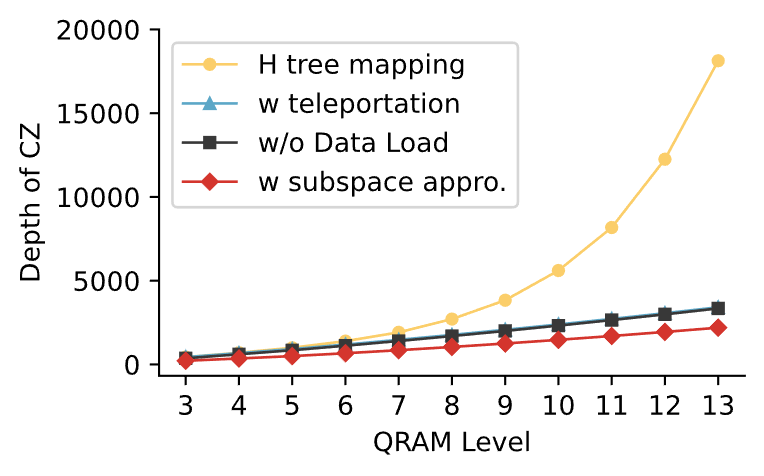 20000
15000
10000
5000
0
Depth of CZ
H tree mapping
w teleportation
w/o Data Load
w subspace appro.
3 4 5 6 7 8 9 10 11 12 13
QRAM Level